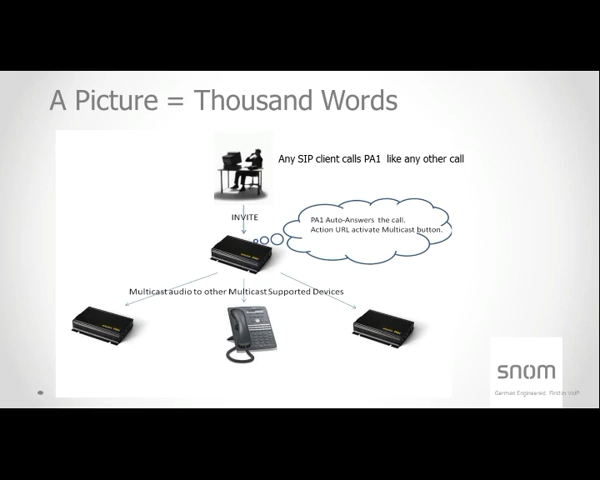 A Picture = Thousand Words
Any SIP client calls PA1 like any other call
INVITE
PA1 Auto-Answers the call.
Action URL activate Multicast button.
Multicast audio to other Multicast Supported Devices
snom
German Engineered. First in VoIP.